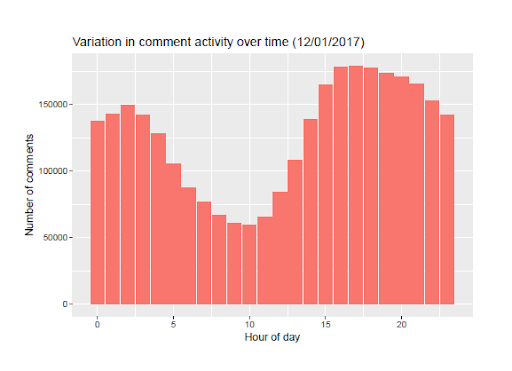 Variation in comment activity over time (12/01/2017)
Number of comments
150000
100000
50000
0
0 5 10 15 20
Hour of day